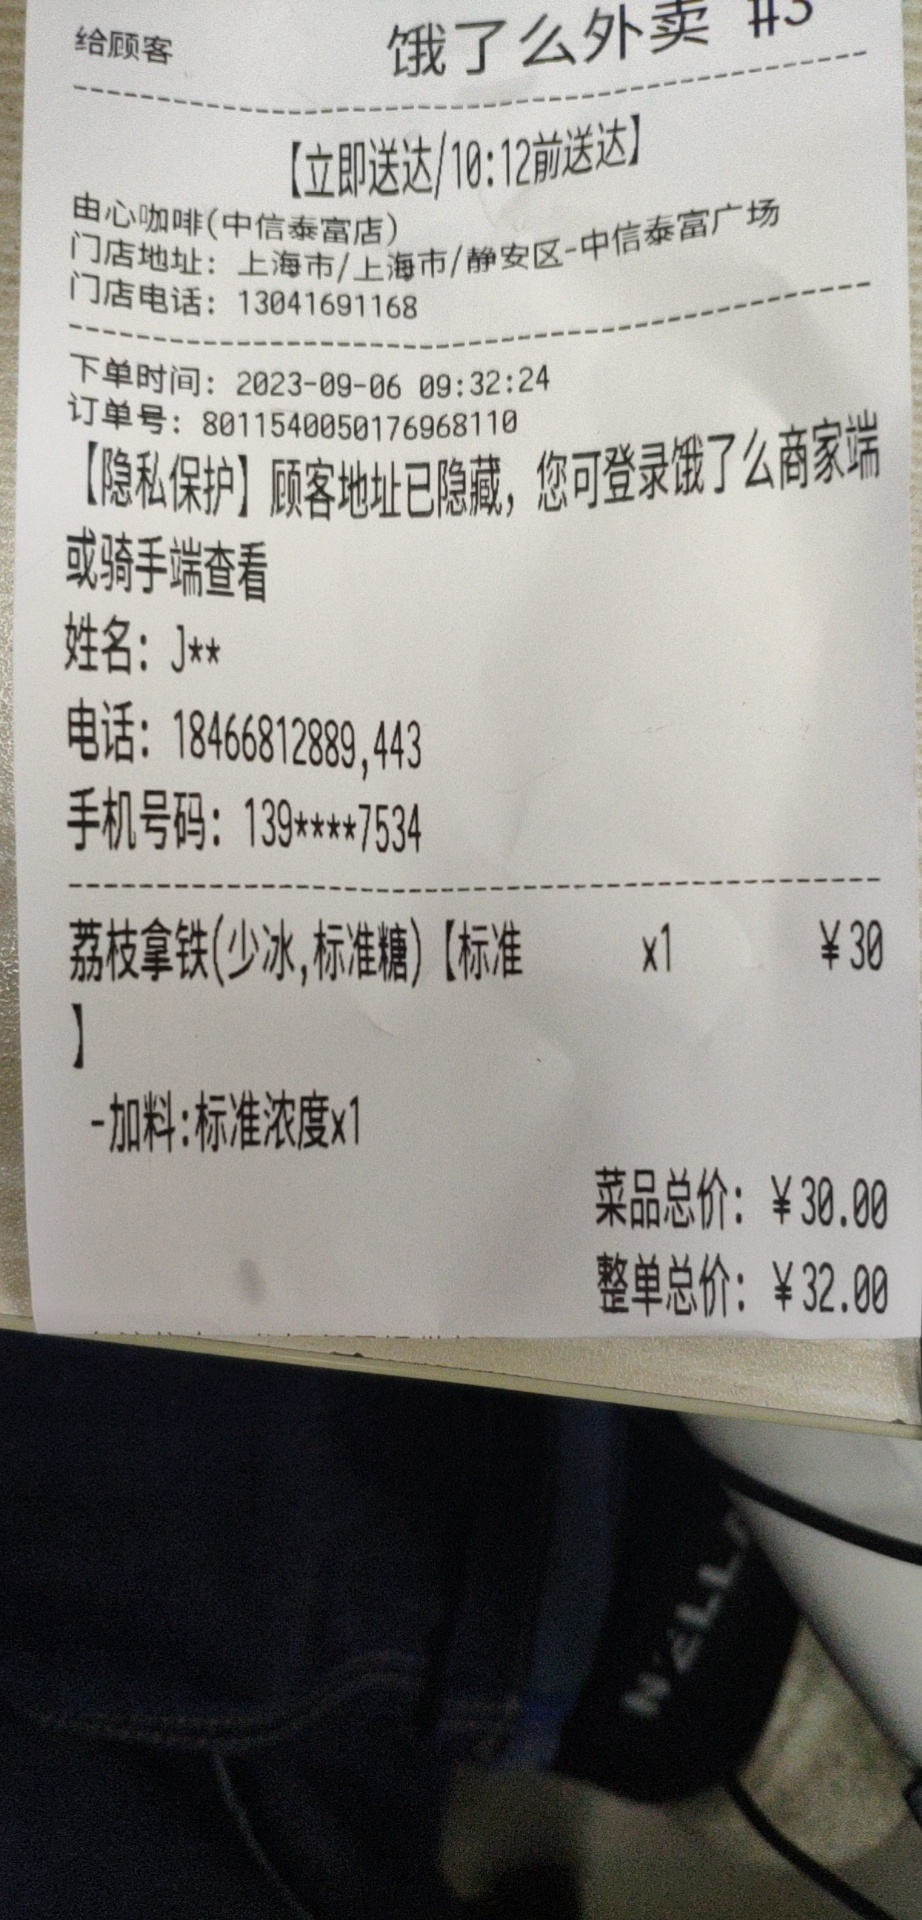 给顾客 饿了么外卖 #3
【立即送达/10:12前送达】
由心咖啡(中信泰富店)
门店地址：上海市/上海市/静安区-中信泰富广场
门店电话：13041691168
下单时间：2023-09-06 09:32:24
订单号：8011540050176968110
【隐私保护】顾客地址已隐藏，您可登录饿了么商家端
或骑手端查看
姓名：J**
电话：18466812889,443
手机号码：139****7534
荔枝拿铁(少冰,标准糖)【标准 x1 ￥30
】
-加料:标准浓度x1
菜品总价：￥30.00
整单总价：￥32.00